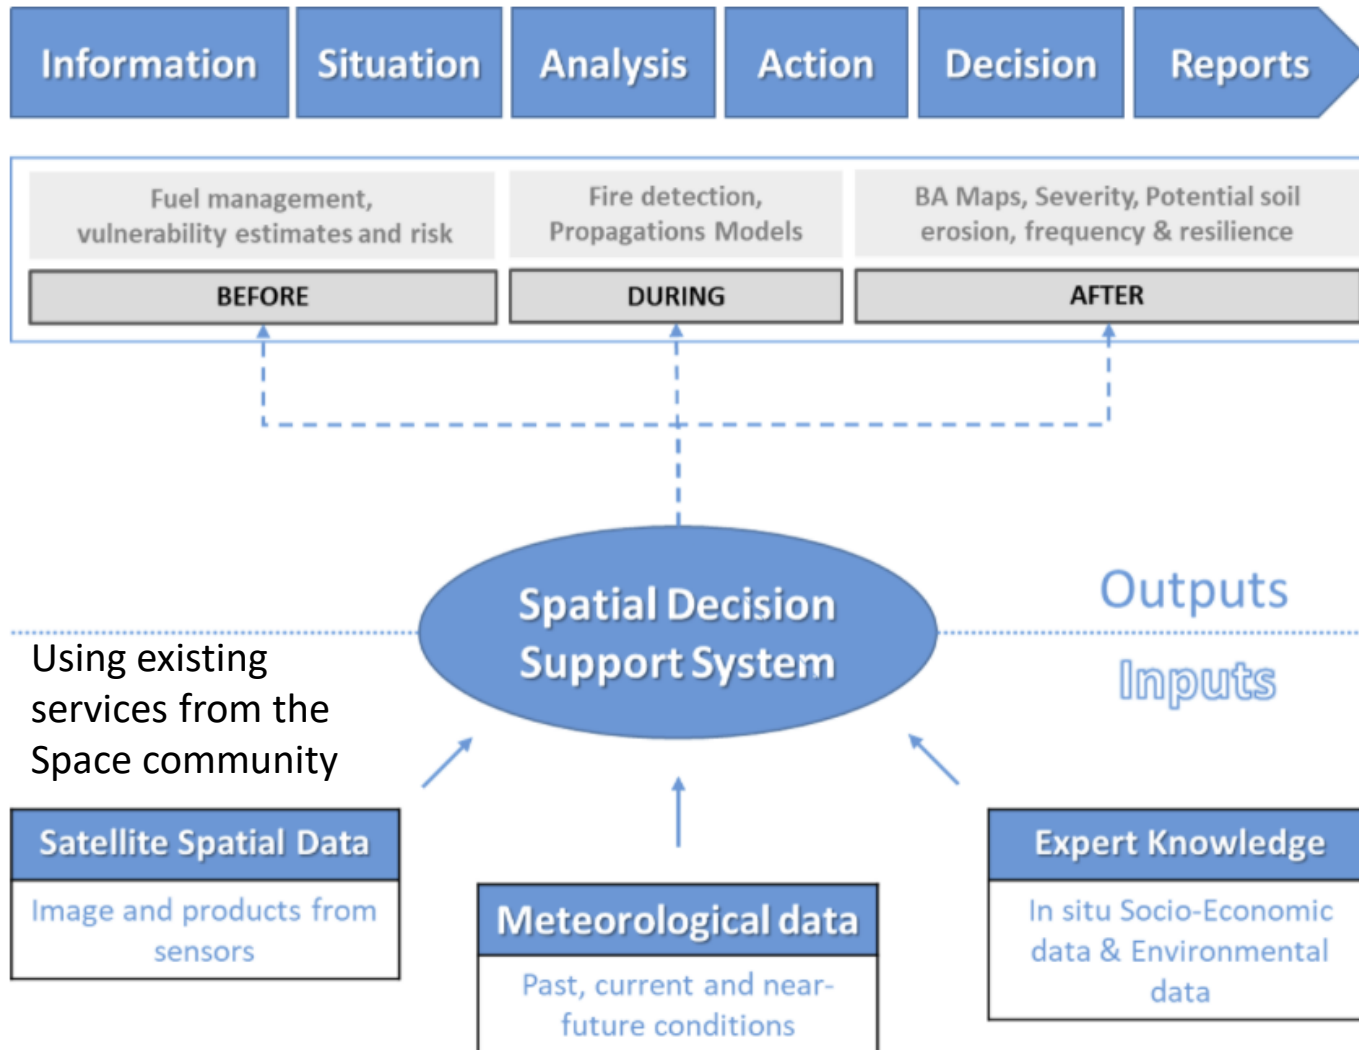 Information
Situation
Analysis
Action
Decision
Reports
Fuel management,
vulnerability estimates and risk
BEFORE
Fire detection,
Propagations Models
DURING
BA Maps, Severity, Potential soil
erosion, frequency & resilience
AFTER
Spatial Decision
Support System
Outputs
Inputs
Using existing
services from the
Space community
Satellite Spatial Data
Image and products from
sensors
Meteorological data
Past, current and near-
future conditions
Expert Knowledge
In situ Socio-Economic
data & Environmental
data